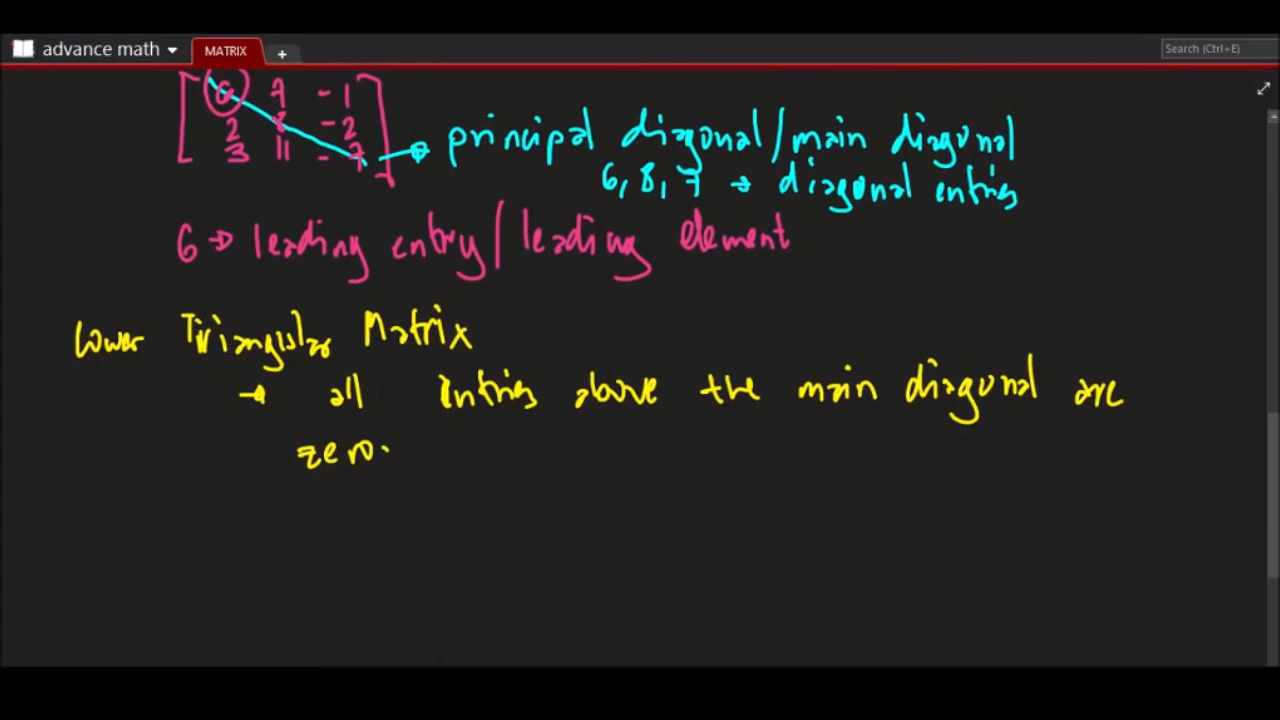 advance math
MATRIX
+
Search (Ctrl+E)
6 7 -1
2 8 -2
3 11 -7
principal diagonal/main diagonal
6, 8, 7 → diagonal entries
6 → leading entry/leading element
Lower Triangular Matrix
→ all entries above the main diagonal are
zero.